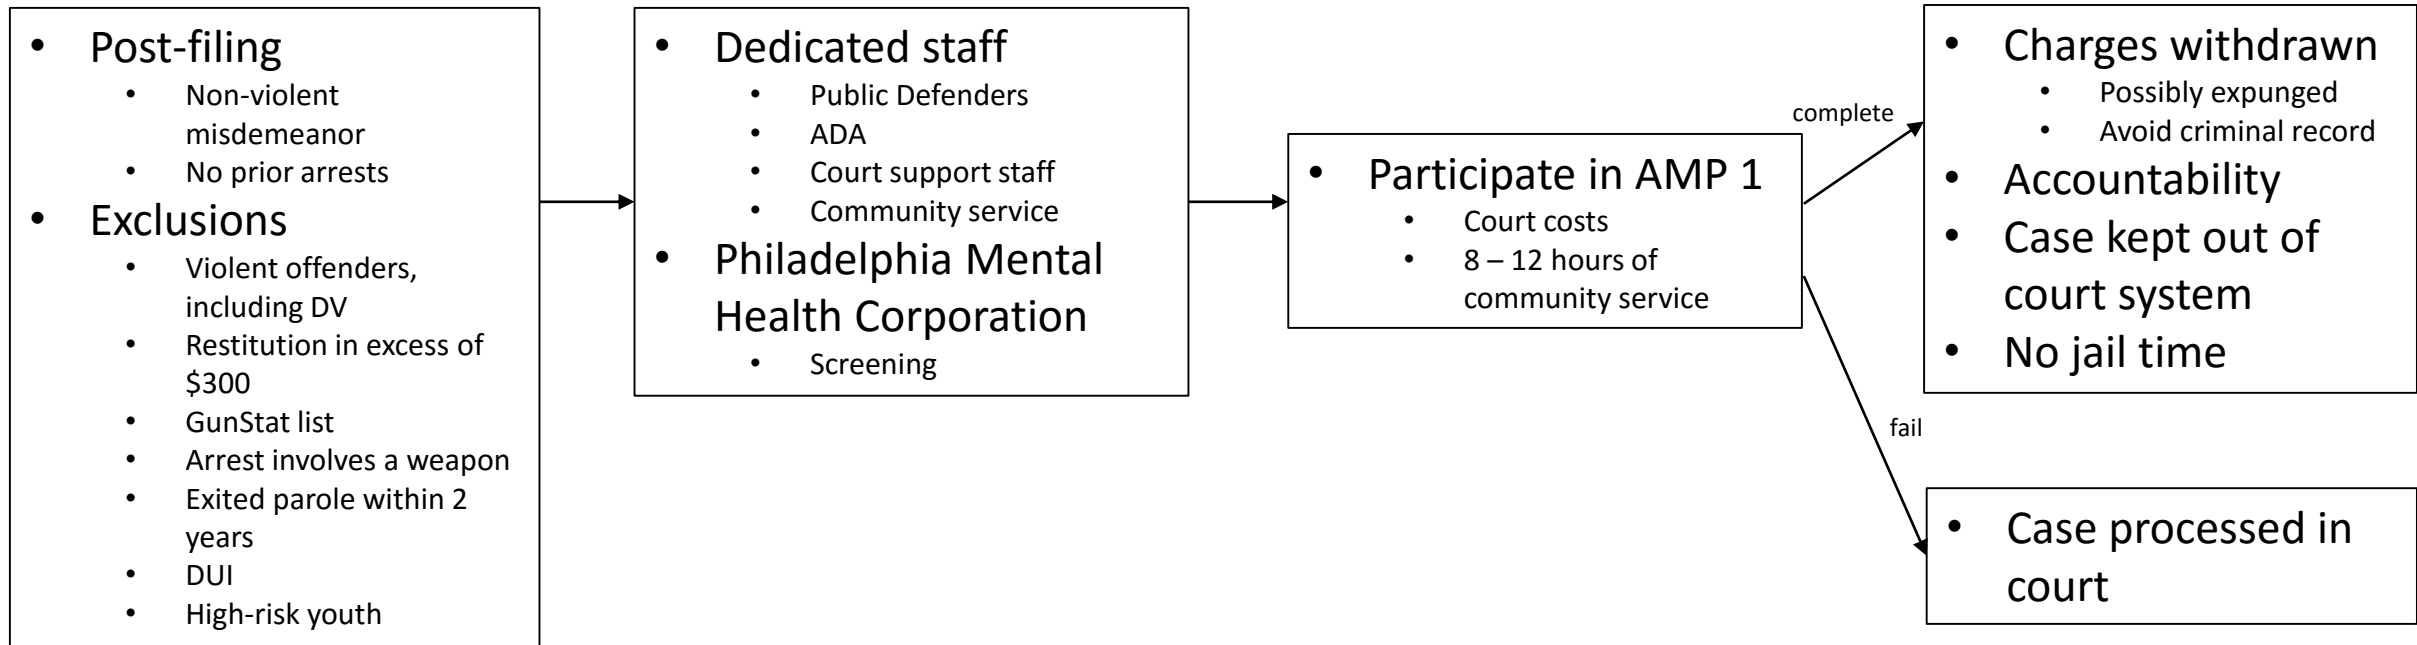 • Post-filing
• Non-violent
misdemeanor
• No prior arrests
• Exclusions
• Violent offenders,
including DV
• Restitution in excess of
$300
• GunStat list
• Arrest involves a weapon
• Exited parole within 2
years
• DUI
• High-risk youth
• Dedicated staff
• Public Defenders
• ADA
• Court support staff
• Community service
• Philadelphia Mental
Health Corporation
• Screening
• Participate in AMP 1
• Court costs
• 8 – 12 hours of
community service
complete
• Charges withdrawn
• Possibly expunged
• Avoid criminal record
• Accountability
• Case kept out of
court system
• No jail time
fail
• Case processed in
court